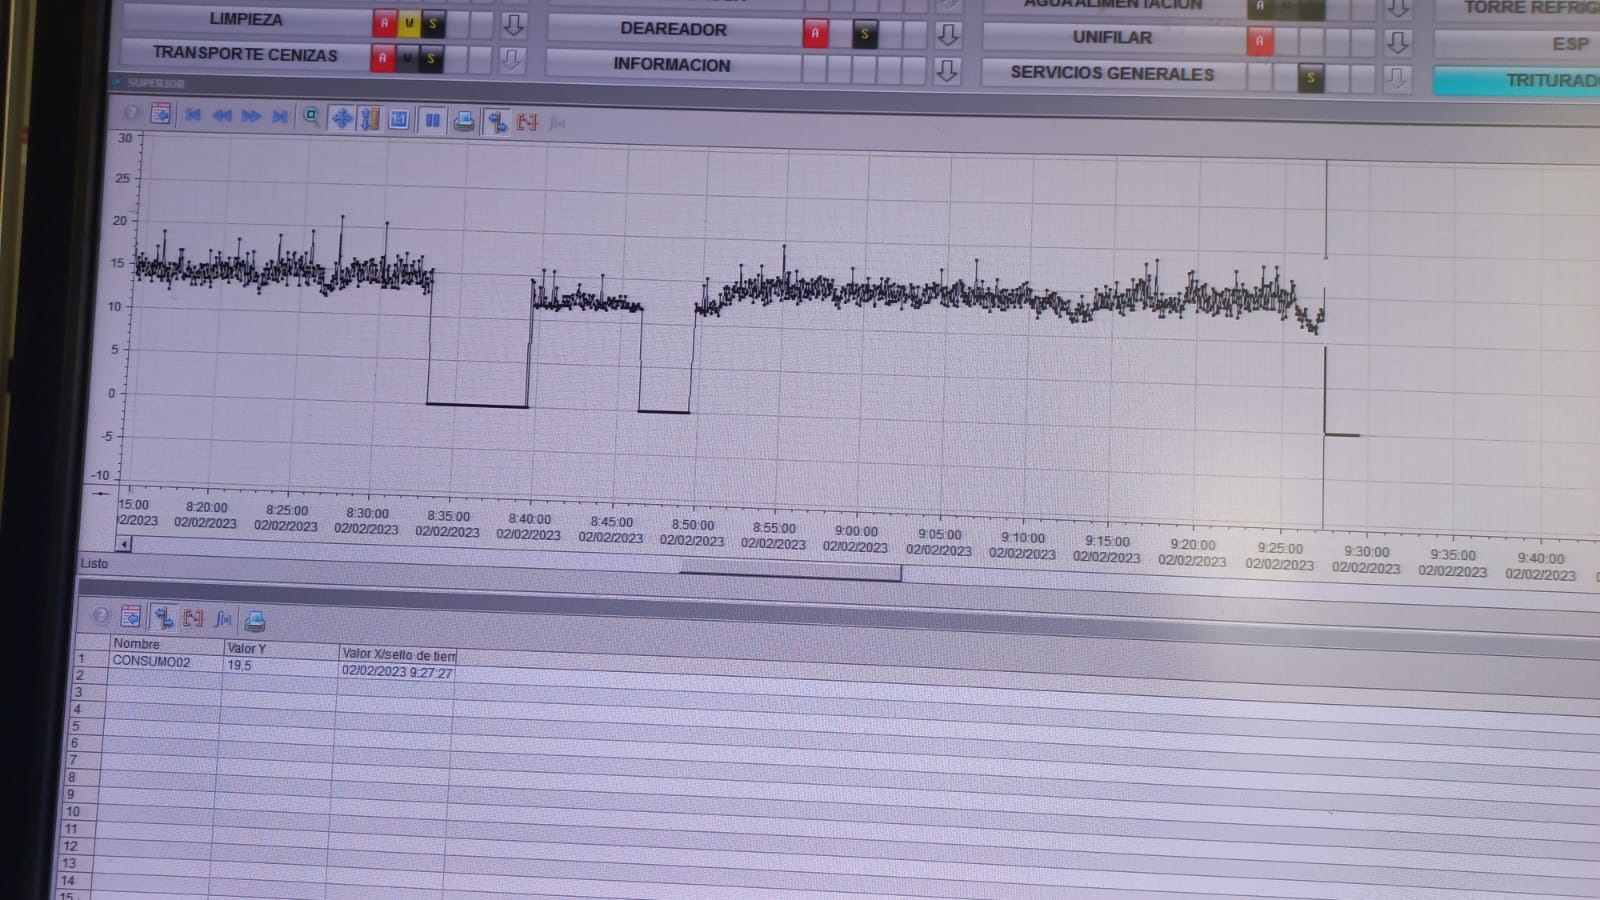 LIMPIEZA A W S
DEAREADOR A S
AGUA ALIMENTACION A
TORRE REFRIG
TRANSPORTE CENIZAS A W S
INFORMACION
UNIFILAR A
ESP
SERVICIOS GENERALES S
TRITURADO
SUPERIOR
30
25
20
15
10
5
0
-5
-10
15:00 8:20:00 8:25:00 8:30:00 8:35:00 8:40:00 8:45:00 8:50:00 8:55:00 9:00:00 9:05:00 9:10:00 9:15:00 9:20:00 9:25:00 9:30:00 9:35:00 9:40:00
02/2023 02/02/2023 02/02/2023 02/02/2023 02/02/2023 02/02/2023 02/02/2023 02/02/2023 02/02/2023 02/02/2023 02/02/2023 02/02/2023 02/02/2023 02/02/2023 02/02/2023 02/02/2023 02/02/2023 02/02/2023
Listo
Nombre Valor Y Valor X/sello de tiem
1 CONSUMO02 19,5 02/02/2023 9:27:27
2
3
4
5
6
7
8
9
10
11
12
13
14
15